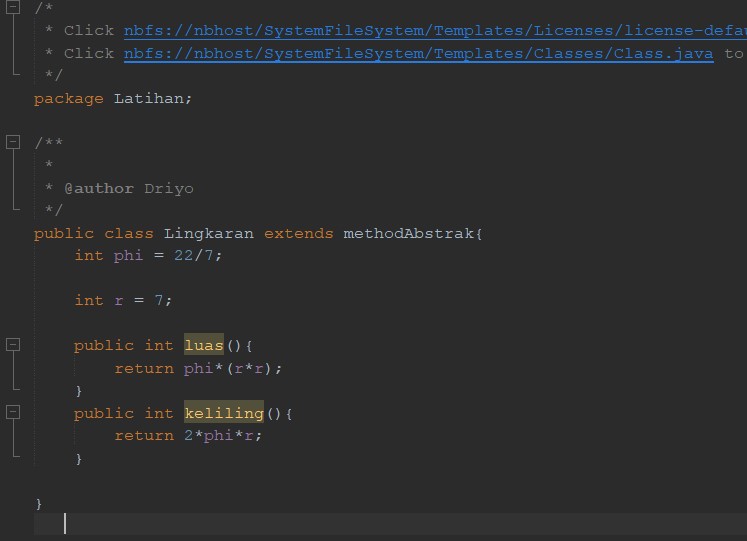 /*
 * Click nbfs://nbhost/SystemFileSystem/Templates/Licenses/license-defau
 * Click nbfs://nbhost/SystemFileSystem/Templates/Classes/Class.java to
 */
package Latihan;
/**
 *
 * @author Driyo
 */
public class Lingkaran extends methodAbstrak{
    int phi = 22/7;
    int r = 7;
    public int luas(){
        return phi*(r*r);
    }
    public int keliling(){
        return 2*phi*r;
    }
}